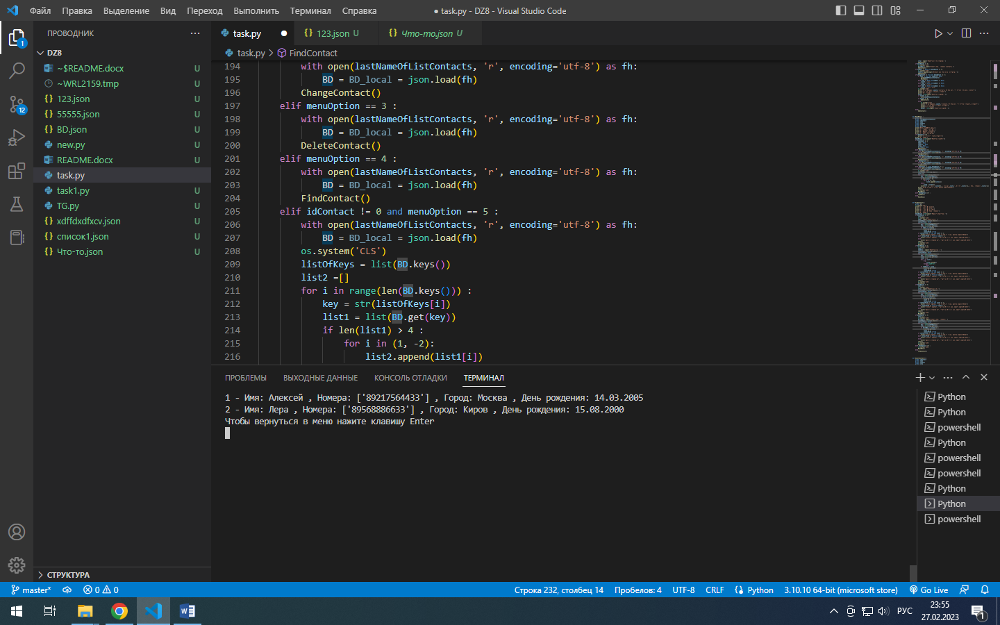 Файл Правка Выделение Вид Переход Выполнить Терминал Справка ● task.py - DZ8 - Visual Studio Code
ПРОВОДНИК
DZ8
~$README.docx U
~WRL2159.tmp U
123.json U
55555.json U
BD.json U
new.py U
README.docx U
task.py
task1.py U
TG.py U
xdffdxdfxcv.json U
список1.json U
Что-то.json U
СТРУКТУРА
1
12
task.py ● 123.json U Что-то.json U
task.py > FindContact
194 with open(lastNameOfListContacts, 'r', encoding='utf-8') as fh:
195 BD = BD_local = json.load(fh)
196 ChangeContact()
197 elif menuOption == 3 :
198 with open(lastNameOfListContacts, 'r', encoding='utf-8') as fh:
199 BD = BD_local = json.load(fh)
200 DeleteContact()
201 elif menuOption == 4 :
202 with open(lastNameOfListContacts, 'r', encoding='utf-8') as fh:
203 BD = BD_local = json.load(fh)
204 FindContact()
205 elif idContact != 0 and menuOption == 5 :
206 with open(lastNameOfListContacts, 'r', encoding='utf-8') as fh:
207 BD = BD_local = json.load(fh)
208 os.system('CLS')
209 listOfKeys = list(BD.keys())
210 list2 =[]
211 for i in range(len(BD.keys())) :
212 key = str(listOfKeys[i])
213 list1 = list(BD.get(key))
214 if len(list1) > 4 :
215 for i in (1, -2):
216 list2.append(list1[i])
ПРОБЛЕМЫ ВЫХОДНЫЕ ДАННЫЕ КОНСОЛЬ ОТЛАДКИ ТЕРМИНАЛ
1 - Имя: Алексей , Номера: ['89217564433'] , Город: Москва , День рождения: 14.03.2005
2 - Имя: Лера , Номера: ['89568886633'] , Город: Киров , День рождения: 15.08.2000
Чтобы вернуться в меню нажите клавишу Enter
Python
Python
powershell
Python
powershell
powershell
Python
Python
powershell
master* 0 0 Строка 232, столбец 14 Пробелов: 4 UTF-8 CRLF Python 3.10.10 64-bit (microsoft store) Go Live
РУС 23:55
27.02.2023
1